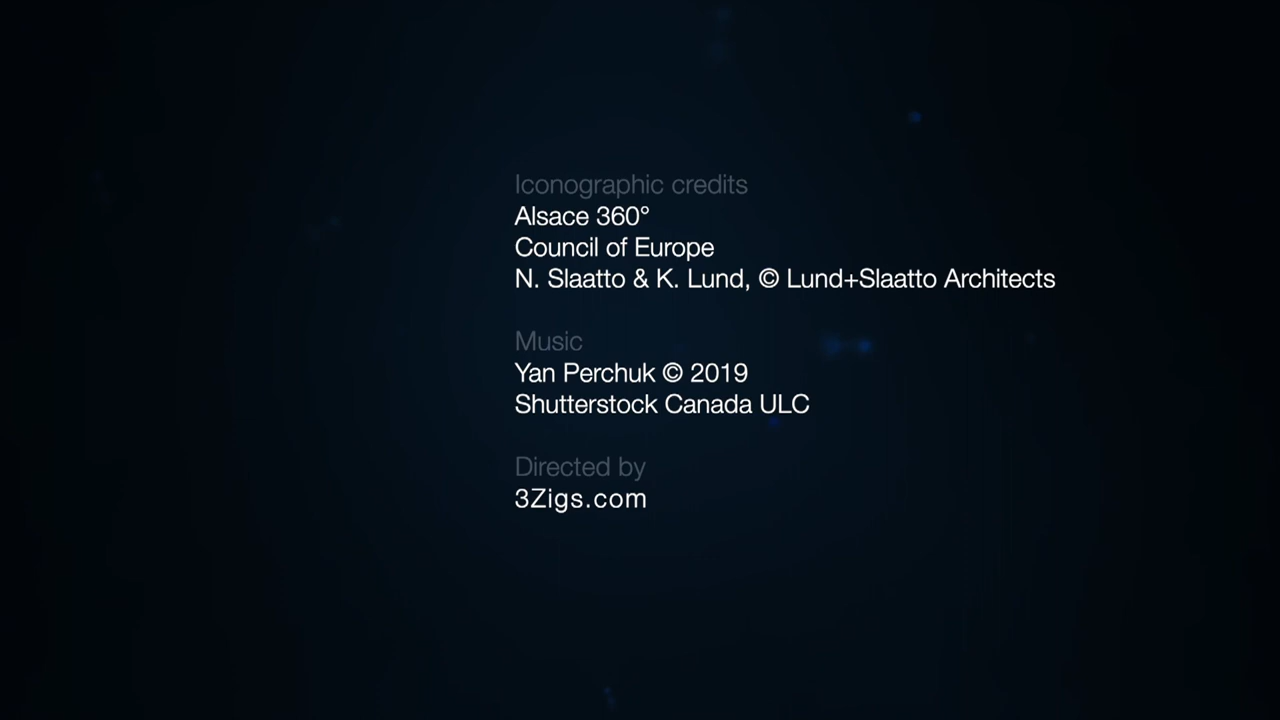 Iconographic credits
Alsace 360°
Council of Europe
N. Slaatto & K. Lund, © Lund+Slaatto Architects
Music
Yan Perchuk © 2019
Shutterstock Canada ULC
Directed by
3Zigs.com